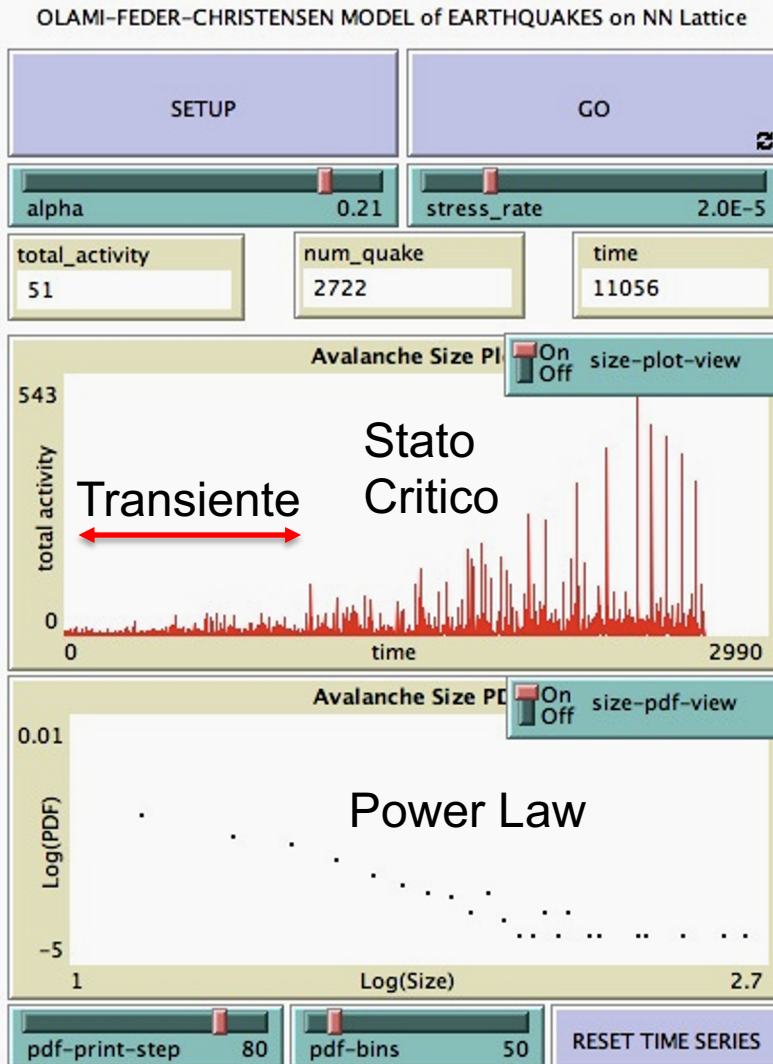 OLAMI-FEDER-CHRISTENSEN MODEL of EARTHQUAKES on NN Lattice
SETUP
GO
alpha 0.21
stress_rate 2.0E-5
total_activity
51
num_quake
2722
time
11056
Avalanche Size Pl
On
Off
size-plot-view
543
total activity
0
Transiente
Stato
Critico
0
time
2990
Avalanche Size PD
On
Off
size-pdf-view
0.01
Log(PDF)
-5
Power Law
1
Log(Size)
2.7
pdf-print-step 80
pdf-bins 50
RESET TIME SERIES